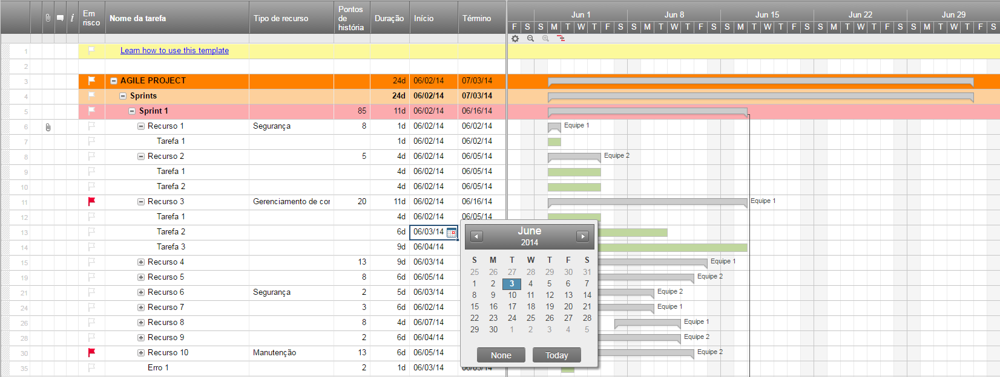 Em risco Nome da tarefa Tipo de recurso Pontos de história Duração Início Término
Jun 1 Jun 8 Jun 15 Jun 22 Jun 29
F S S M T W T F S S M T W T F S S M T W T F S S M T W T F S S M T W T F S
1 Learn how to use this template
2
3 AGILE PROJECT 24d 06/02/14 07/03/14
4 Sprints 24d 06/02/14 07/03/14
5 Sprint 1 85 11d 06/02/14 06/16/14
6 Recurso 1 Segurança 8 1d 06/02/14 06/02/14 Equipe 1
7 Tarefa 1 1d 06/02/14 06/02/14
8 Recurso 2 5 4d 06/02/14 06/05/14 Equipe 2
9 Tarefa 1 4d 06/02/14 06/05/14
10 Tarefa 2 4d 06/02/14 06/05/14
11 Recurso 3 Gerenciamento de cor 20 11d 06/02/14 06/16/14 Equipe 1
12 Tarefa 1 4d 06/02/14 06/05/14
13 Tarefa 2 6d 06/03/14
14 Tarefa 3 9d 06/04/14
15 Recurso 4 13 9d 06/03/14 Equipe 1
19 Recurso 5 8 6d 06/05/14 Equipe 2
21 Recurso 6 Segurança 2 5d 06/03/14 Equipe 2
24 Recurso 7 3 6d 06/02/14 Equipe 1
26 Recurso 8 8 4d 06/07/14 Equipe 1
28 Recurso 9 2 6d 06/04/14 Equipe 2
30 Recurso 10 Manutenção 13 6d 06/05/14 Equipe 2
35 Erro 1 2 1d 06/03/14 06/03/14
June
2014
S M T W T F S
25 26 27 28 29 30 31
1 2 3 4 5 6 7
8 9 10 11 12 13 14
15 16 17 18 19 20 21
22 23 24 25 26 27 28
29 30 1 2 3 4 5
None Today